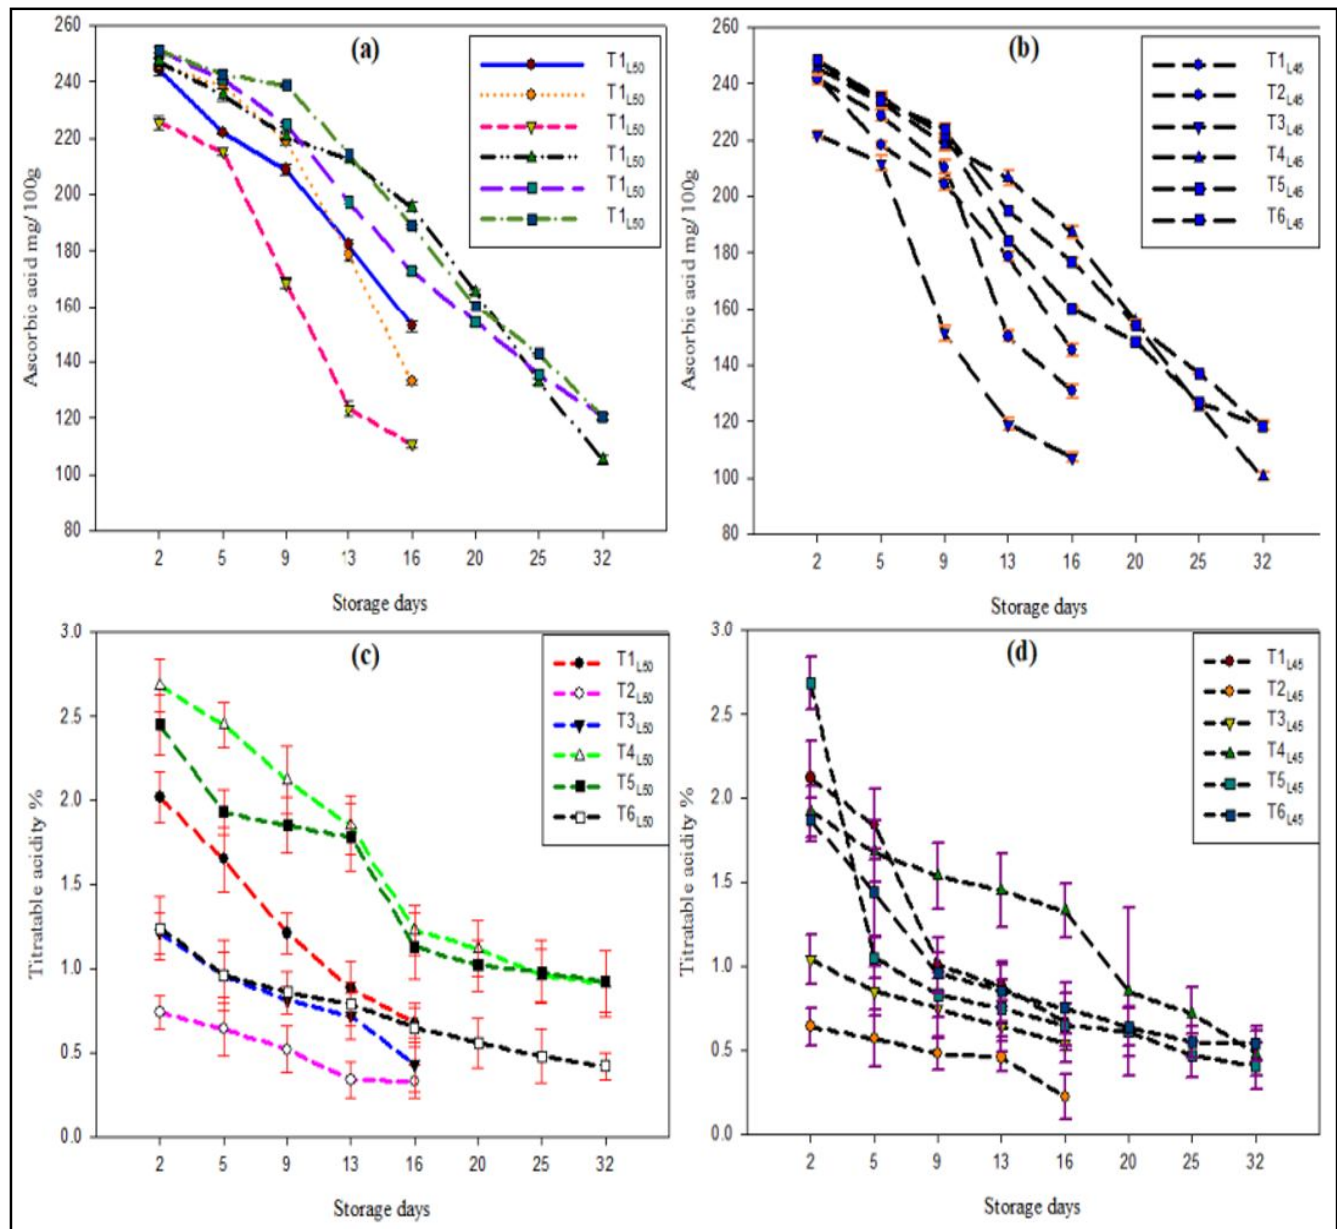 (a)
Ascorbic acid mg/100g
260
240
220
200
180
160
140
120
100
80
2 5 9 13 16 20 25 32
Storage days
T1L50
T1L50
T1L50
T1L50
T1L50
T1L50
(b)
Ascorbic acid mg/100g
260
240
220
200
180
160
140
120
100
80
2 5 9 13 16 20 25 32
Storage days
T1L45
T2L45
T3L45
T4L45
T5L45
T6L45
(c)
Titratable acidity %
3.0
2.5
2.0
1.5
1.0
0.5
0.0
2 5 9 13 16 20 25 32
Storage days
T1L50
T2L50
T3L50
T4L50
T5L50
T6L50
(d)
Titratable acidity %
3.0
2.5
2.0
1.5
1.0
0.5
0.0
2 5 9 13 16 20 25 32
Storage days
T1L45
T2L45
T3L45
T4L45
T5L45
T6L45